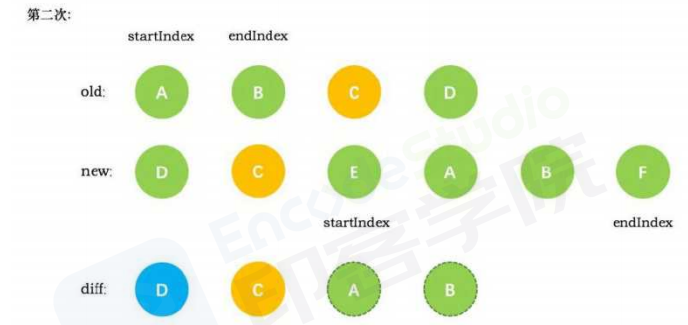 第二次:
startIndex endIndex
old: A B C D
new: D C E A B F
startIndex endIndex
diff: D C A B
EncodeStudio
印客学院